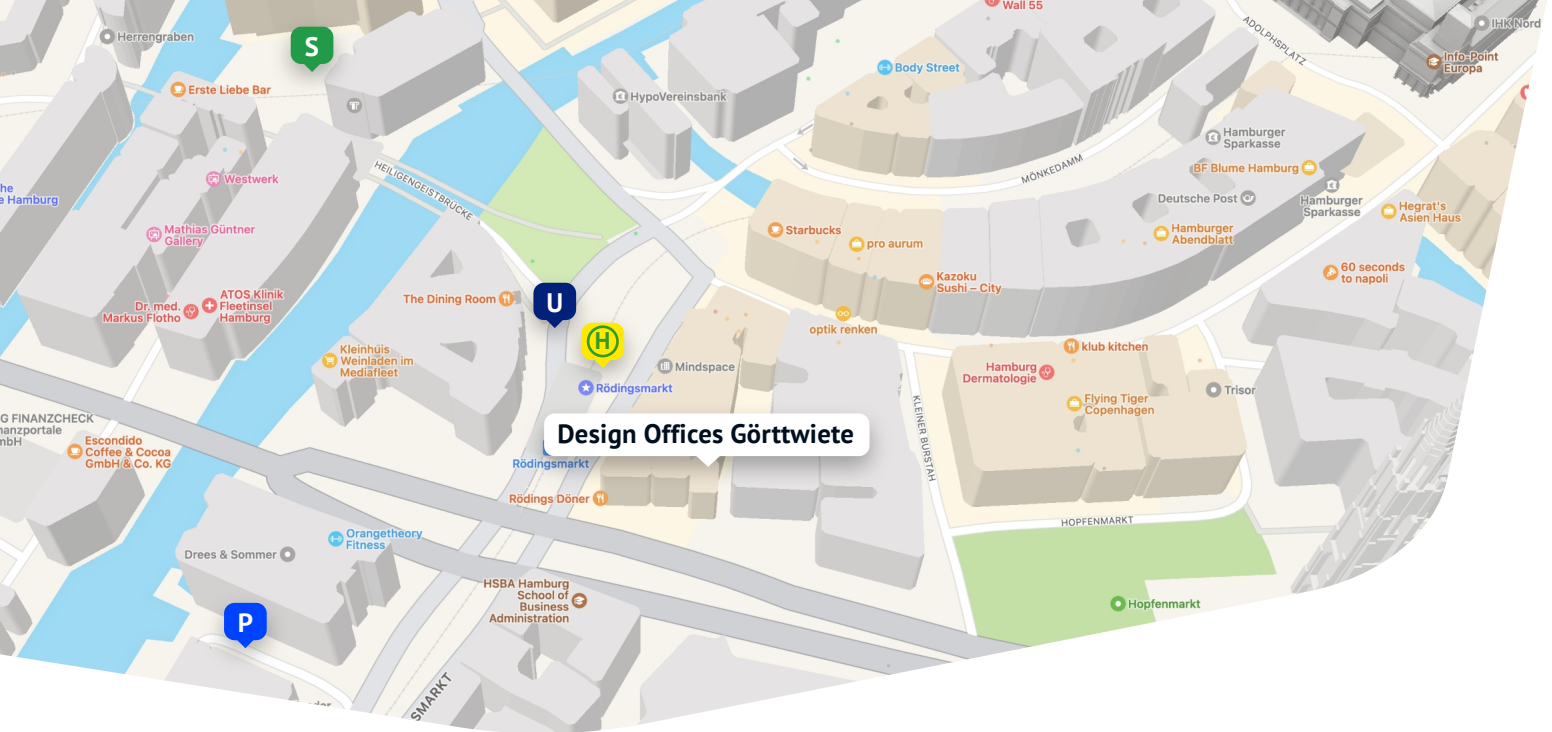 Wall 55
ADOLPHSPLATZ
IHK Nord
Herrengraben
S
Info-Point
Europa
Body Street
Erste Liebe Bar
HypoVereinsbank
Hamburger
Sparkasse
MÖNKEDAMM
BF Blume Hamburg
HEILIGENGEISTBRÜCKE
Westwerk
he
e Hamburg
Deutsche Post
Hamburger
Sparkasse
Hegrat's
Asien Haus
Mathias Güntner
Gallery
Starbucks
pro aurum
Hamburger
Abendblatt
60 seconds
to napoli
Kazoku
Sushi – City
Dr. med.
Markus Flotho
ATOS Klinik
Fleetinsel
Hamburg
The Dining Room
U
optik renken
H
Kleinhuis
Weinladen im
Mediafleet
Mindspace
klub kitchen
Hamburg
Dermatologie
Rödingsmarkt
Trisor
Flying Tiger
Copenhagen
KLEINER BURSTAH
G FINANZCHECK
nanzportale
mbH
Design Offices Görttwiete
Escondido
Coffee & Cocoa
GmbH & Co. KG
Rödingsmarkt
Rödings Döner
HOPFENMARKT
Orangetheory
Fitness
Drees & Sommer
HSBA Hamburg
School of
Business
Administration
Hopfenmarkt
P
SMARKT